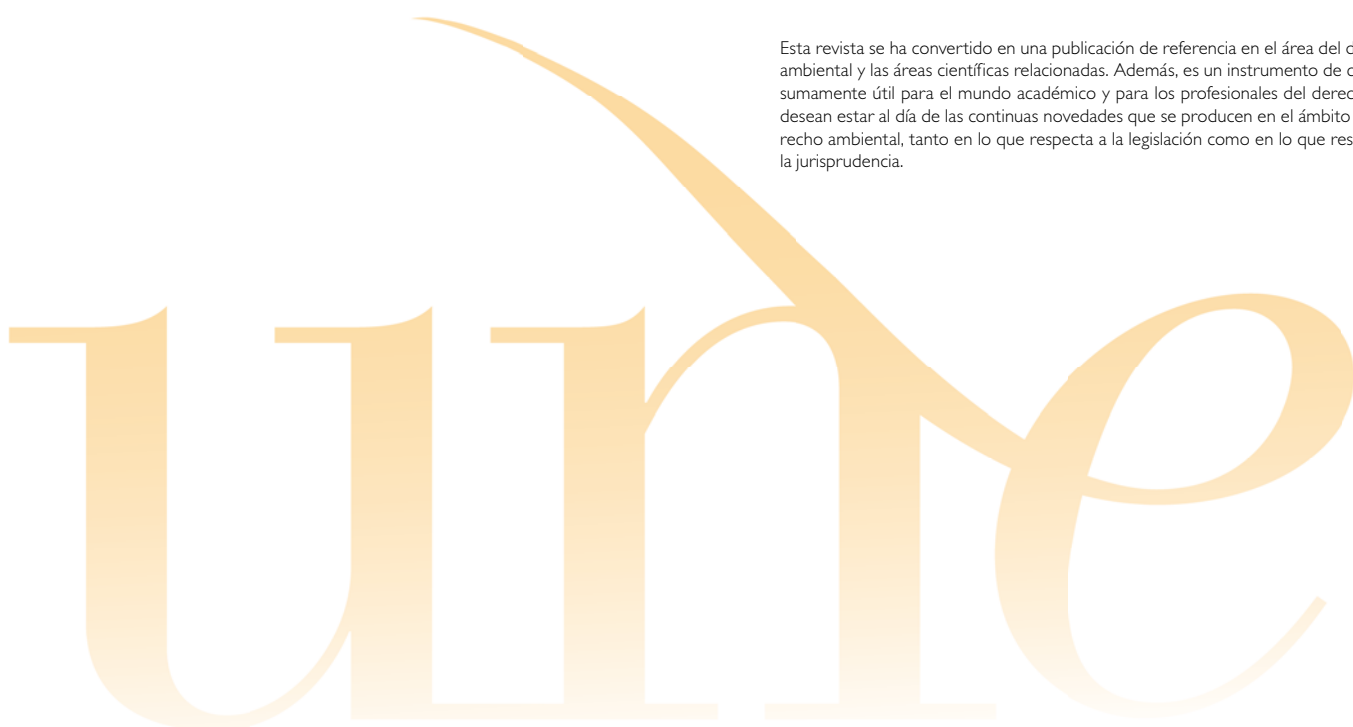 Esta revista se ha convertido en una publicación de referencia en el área del d
ambiental y las áreas científicas relacionadas. Además, es un instrumento de c
sumamente útil para el mundo académico y para los profesionales del derec
desean estar al día de las continuas novedades que se producen en el ámbito
recho ambiental, tanto en lo que respecta a la legislación como en lo que res
la jurisprudencia.
une